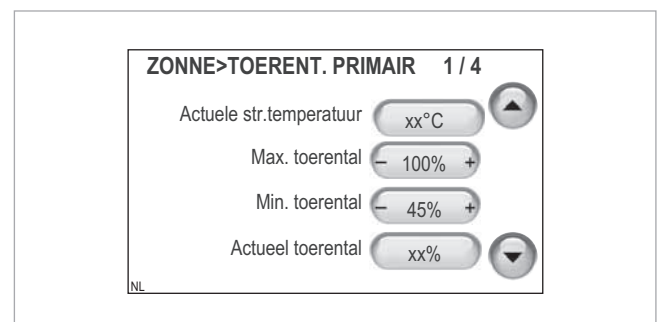 ZONNE>TOERENT. PRIMAIR 1 / 4
Actuele str.temperatuur xx°C
Max. toerental – 100% +
Min. toerental – 45% +
Actueel toerental xx%
NL